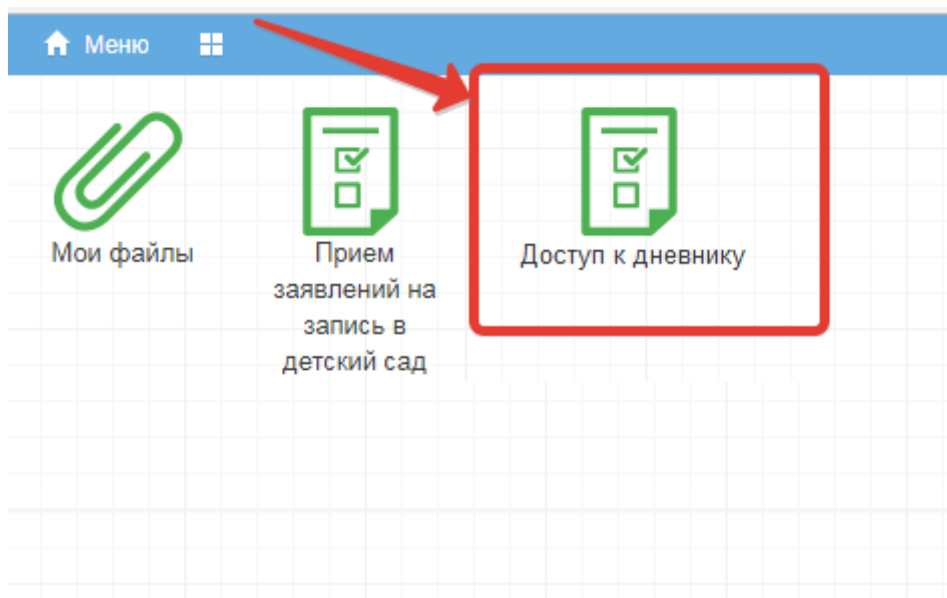 Меню
Мои файлы
Прием
заявлений на
запись в
детский сад
Доступ к дневнику